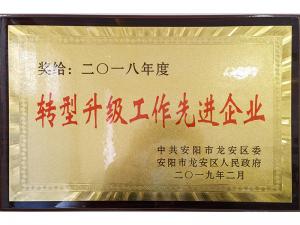 奖给：二〇一八年度
转型升级工作先进企业
中共安阳市龙安区委
安阳市龙安区人民政府
二〇一九年二月